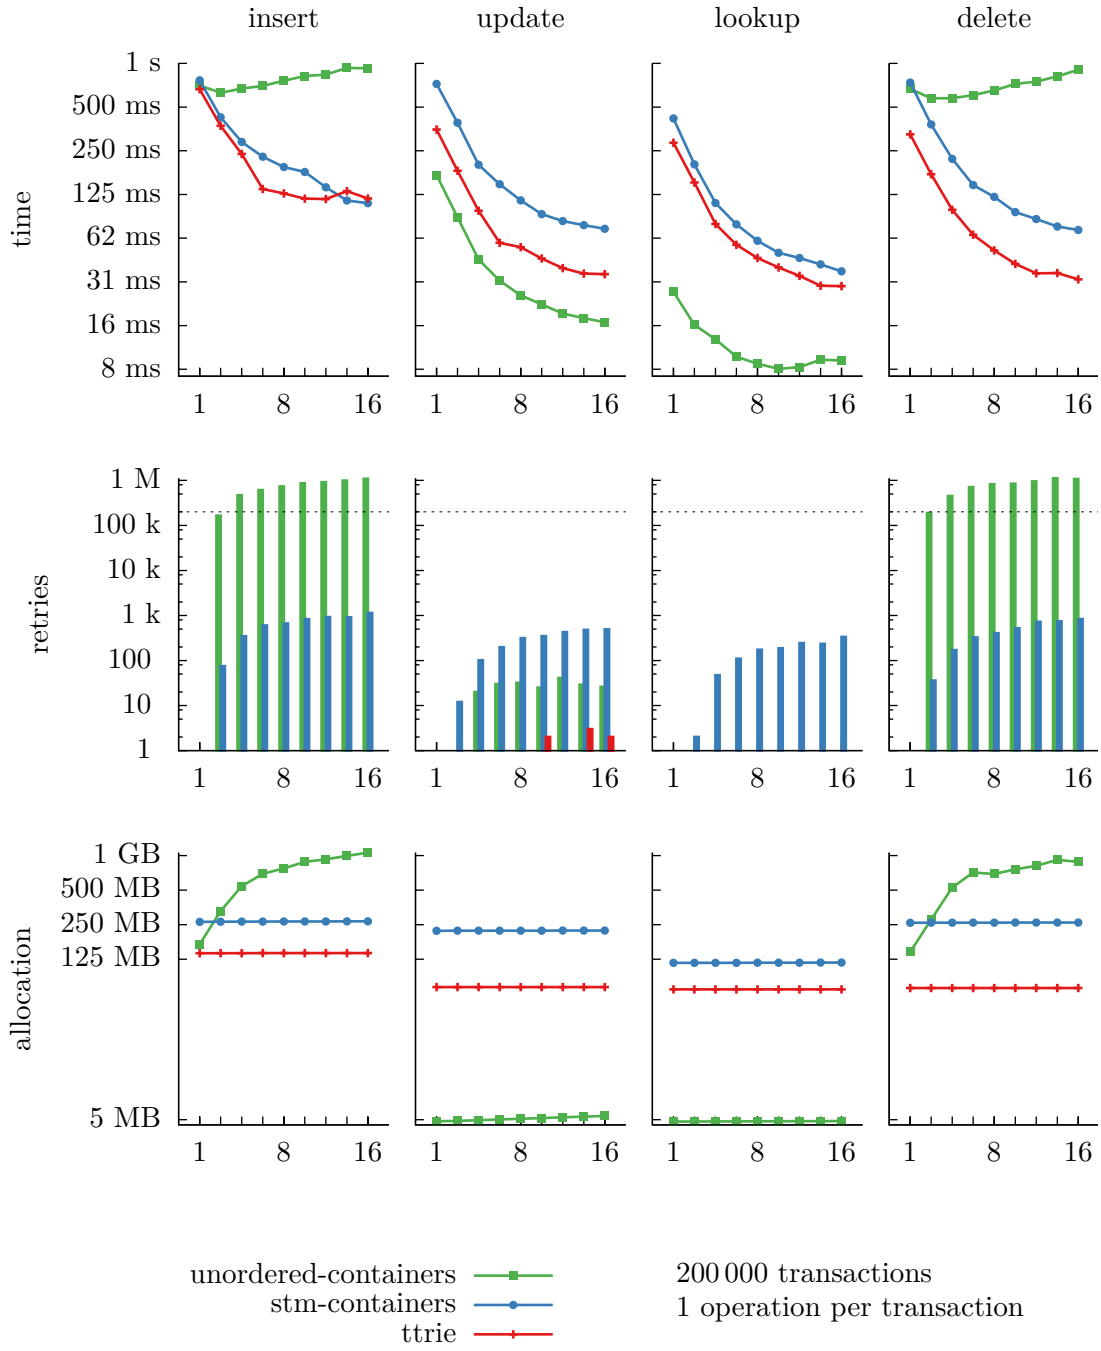 insert update lookup delete
time
1 s
500 ms
250 ms
125 ms
62 ms
31 ms
16 ms
8 ms
1 8 16 1 8 16 1 8 16 1 8 16
retries
1 M
100 k
10 k
1 k
100
10
1
1 8 16 1 8 16 1 8 16 1 8 16
allocation
1 GB
500 MB
250 MB
125 MB
5 MB
1 8 16 1 8 16 1 8 16 1 8 16
unordered-containers
stm-containers
ttrie
200 000 transactions
1 operation per transaction